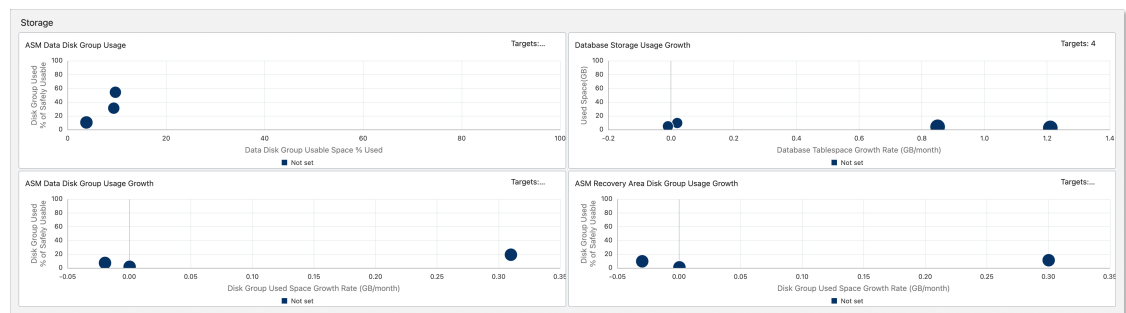 Storage
ASM Data Disk Group Usage
Targets:...
Disk Group Used
% of Safely Usable
100
80
60
40
20
0
0
20
40
60
80
100
Data Disk Group Usable Space % Used
Not set
Database Storage Usage Growth
Targets: 4
Used Space(GB)
100
80
60
40
20
0
-0.2
0.0
0.2
0.4
0.6
0.8
1.0
1.2
1.4
Database Tablespace Growth Rate (GB/month)
Not set
ASM Data Disk Group Usage Growth
Targets:...
Disk Group Used
% of Safely Usable
100
80
60
40
20
0
-0.05
0.00
0.05
0.10
0.15
0.20
0.25
0.30
0.35
Disk Group Used Space Growth Rate (GB/month)
Not set
ASM Recovery Area Disk Group Usage Growth
Targets:...
Disk Group Used
% of Safely Usable
100
80
60
40
20
0
-0.05
0.00
0.05
0.10
0.15
0.20
0.25
0.30
0.35
Disk Group Used Space Growth Rate (GB/month)
Not set